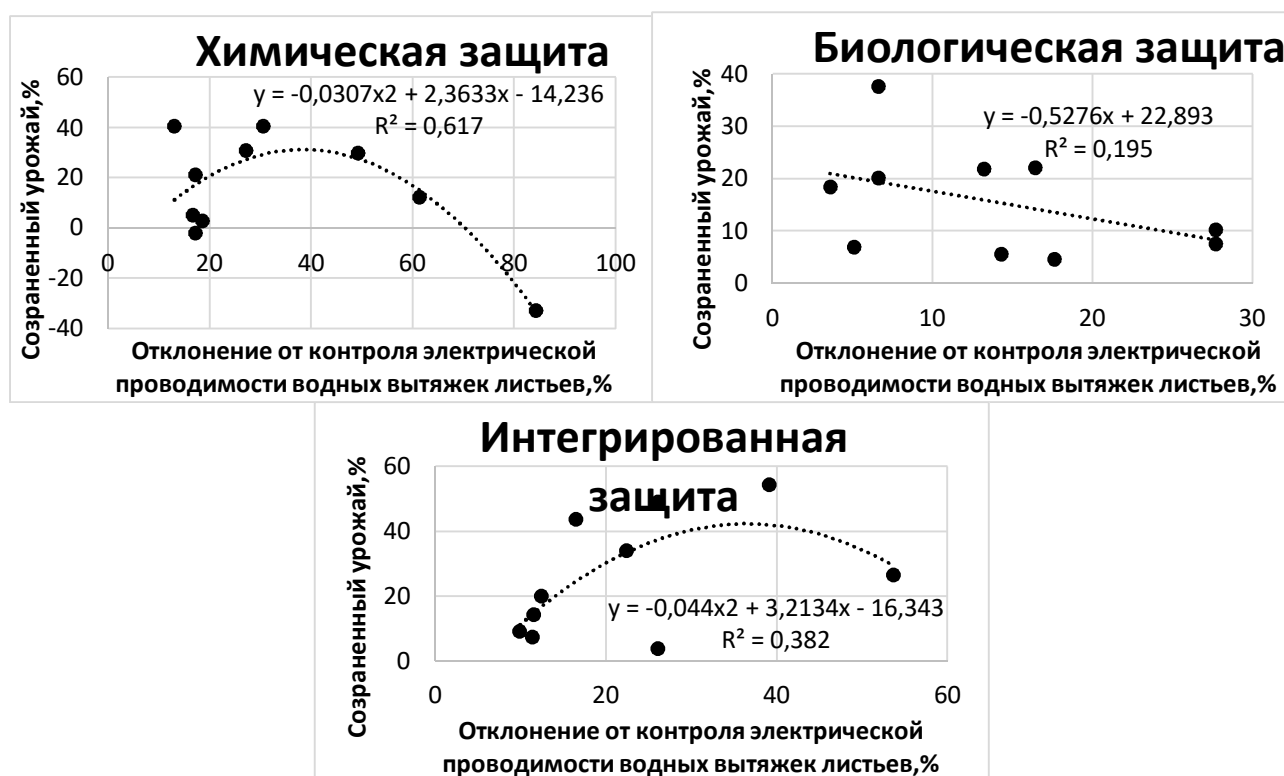 Химическая защита
60
40
20
0
-20
-40
y = -0,0307x2 + 2,3633x - 14,236
R² = 0,617
0 20 40 60 80 100
Созраненный урожай,%
Отклонение от контроля электрической
проводимости водных вытяжек листьев,%
Биологическая защита
40
30
20
10
0
y = -0,5276x + 22,893
R² = 0,195
0 10 20 30
Созраненный урожай,%
Отклонение от контроля электрической
проводимости водных вытяжек листьев,%
Интегрированная
защита
60
40
20
0
y = -0,044x2 + 3,2134x - 16,343
R² = 0,382
0 20 40 60
Созраненный урожай,%
Отклонение от контроля электрической
проводимости водных вытяжек листьев,%